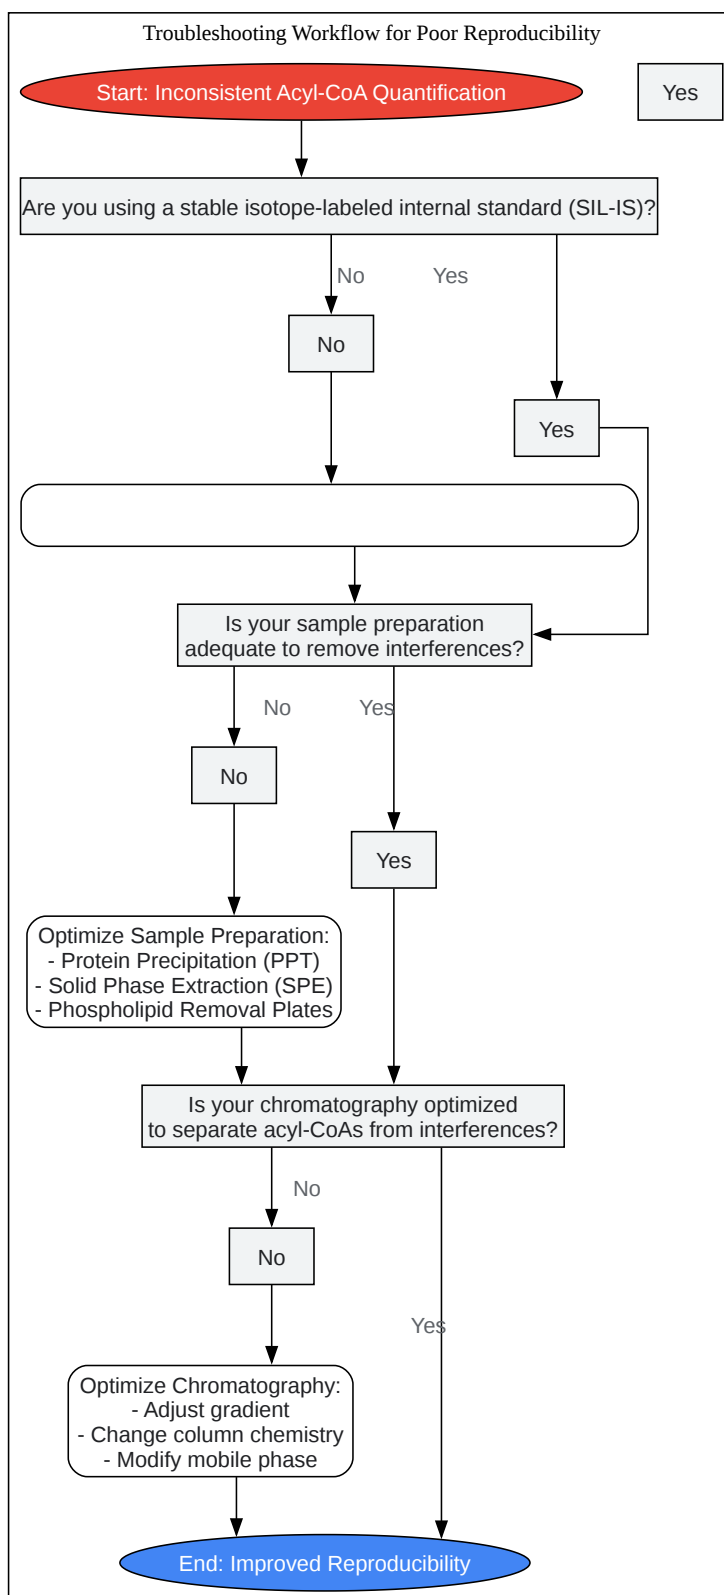 Troubleshooting Workflow for Poor Reproducibility
Start: Inconsistent Acyl-CoA Quantification
Yes
Are you using a stable isotope-labeled internal standard (SIL-IS)?
No
Yes
No
Yes
Is your sample preparation
adequate to remove interferences?
No
Yes
No
Yes
Optimize Sample Preparation:
- Protein Precipitation (PPT)
- Solid Phase Extraction (SPE)
- Phospholipid Removal Plates
Is your chromatography optimized
to separate acyl-CoAs from interferences?
No
No
Yes
Optimize Chromatography:
- Adjust gradient
- Change column chemistry
- Modify mobile phase
End: Improved Reproducibility